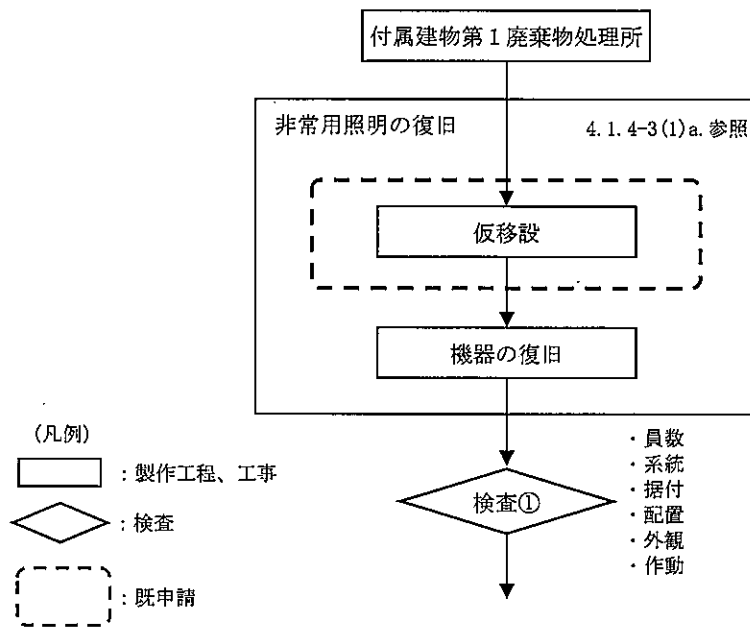 付属建物第1廃棄物処理所
非常用照明の復旧
4.1.4-3(1)a.参照
仮移設
機器の復旧
検査①
・員数
・系統
・据付
・配置
・外観
・作動
(凡例)
：製作工程、工事
：検査
：既申請